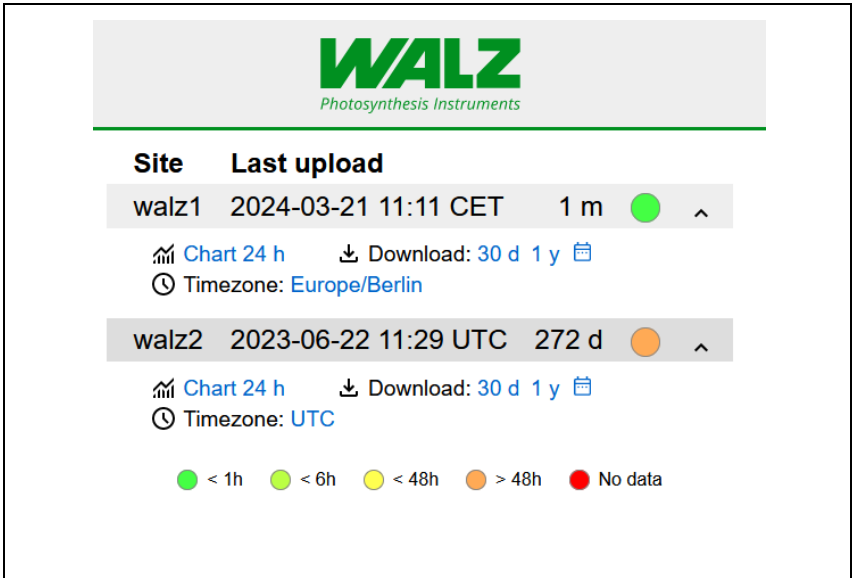 WALZ
Photosynthesis Instruments
Site Last upload
walz1 2024-03-21 11:11 CET 1 m
Chart 24 h Download: 30 d 1 y
Timezone: Europe/Berlin
walz2 2023-06-22 11:29 UTC 272 d
Chart 24 h Download: 30 d 1 y
Timezone: UTC
< 1h < 6h < 48h > 48h No data